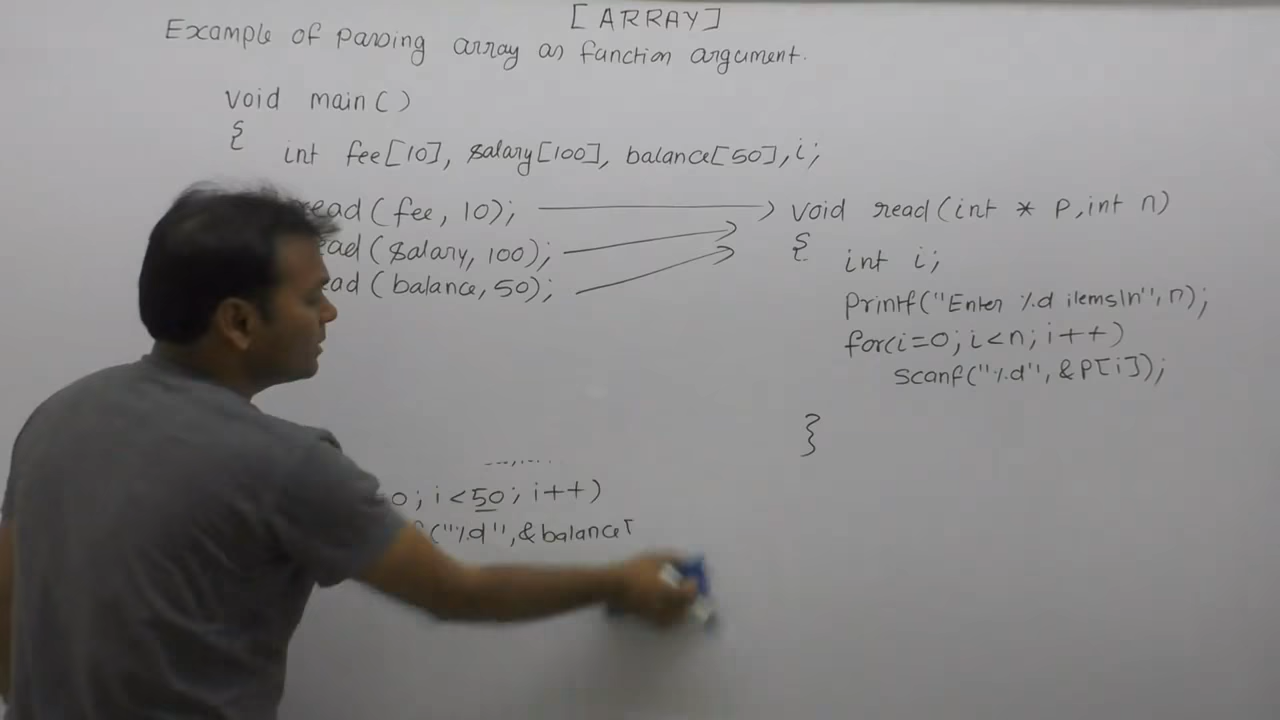 [ARRAY]
Example of Passing array as function argument.
void main()
{
int fee[10], salary[100], balance[50], i;
read(fee, 10);
ead(salary, 100);
ead(balance, 50);
void read(int * P, int n)
{
int i;
Printf("Enter %d items\n", n);
for(i=0; i<n; i++)
scanf("%d", &P[i]);
}
0; i<50; i++)
("%d", &balance[